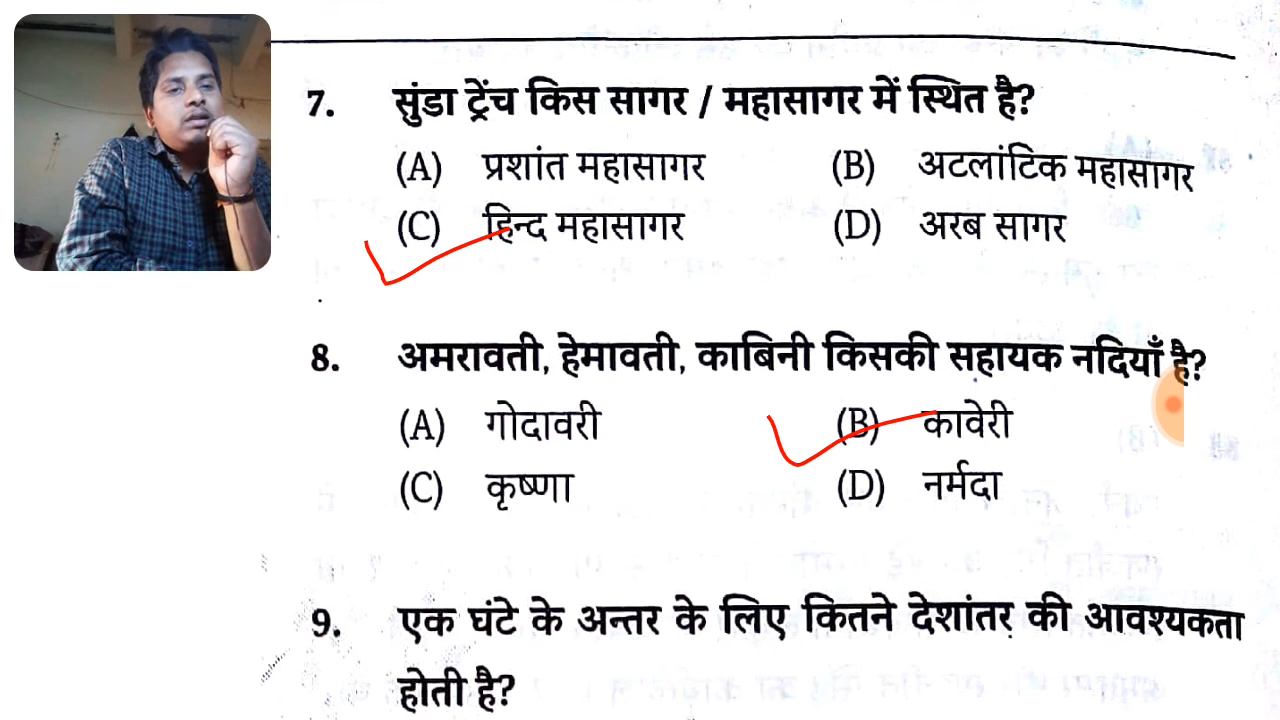 7. सुंडा ट्रेंच किस सागर / महासागर में स्थित है?
(A) प्रशांत महासागर (B) अटलांटिक महासागर
(C) हिन्द महासागर (D) अरब सागर
8. अमरावती, हेमावती, काबिनी किसकी सहायक नदियाँ है?
(A) गोदावरी (B) कावेरी
(C) कृष्णा (D) नर्मदा
9. एक घंटे के अन्तर के लिए कितने देशांतर की आवश्यकता
होती है?